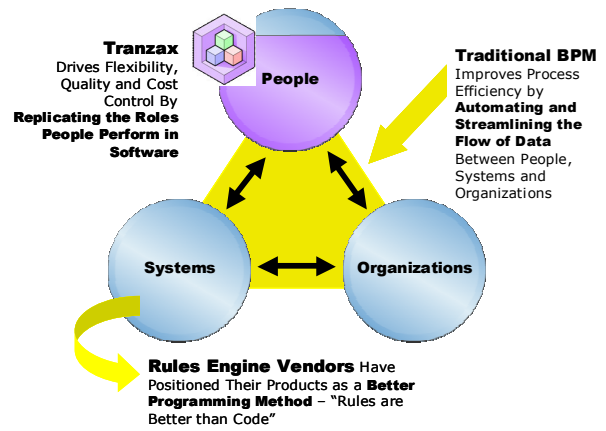 Tranzax
Drives Flexibility,
Quality and Cost
Control By
Replicating the Roles
People Perform in
Software
People
Traditional BPM
Improves Process
Efficiency by
Automating and
Streamlining the
Flow of Data
Between People,
Systems and
Organizations
Systems
Organizations
Rules Engine Vendors Have
Positioned Their Products as a Better
Programming Method – “Rules are
Better than Code”